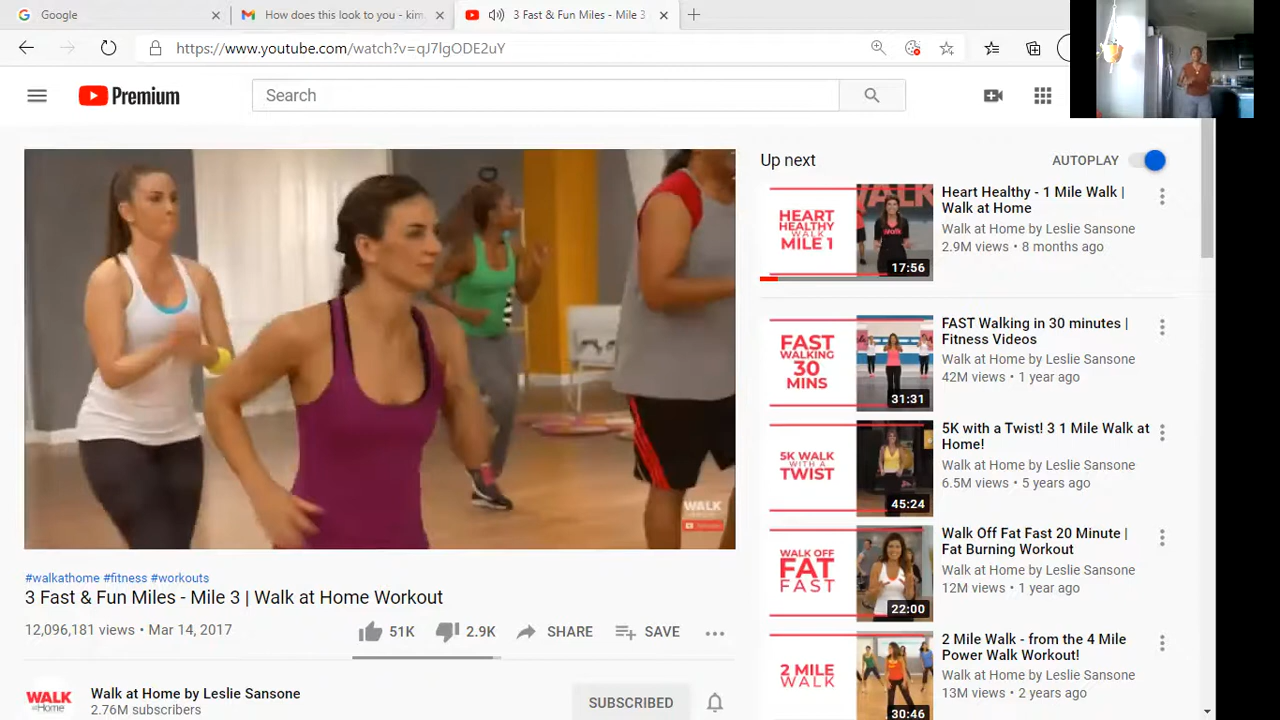 Google
How does this look to you - kim.
3 Fast & Fun Miles - Mile 3
https://www.youtube.com/watch?v=qJ7lgODE2uY
Premium
Search
WALK
Up next
AUTOPLAY
HEART
HEALTHY
WALK
MILE 1
17:56
Heart Healthy - 1 Mile Walk |
Walk at Home
Walk at Home by Leslie Sansone
2.9M views • 8 months ago
FAST
WALKING
30
MINS
31:31
FAST Walking in 30 minutes |
Fitness Videos
Walk at Home by Leslie Sansone
42M views • 1 year ago
5K WALK
WITH A
TWIST
45:24
5K with a Twist! 3 1 Mile Walk at
Home!
Walk at Home by Leslie Sansone
6.5M views • 5 years ago
WALK OFF
FAT
FAST
22:00
Walk Off Fat Fast 20 Minute |
Fat Burning Workout
Walk at Home by Leslie Sansone
12M views • 1 year ago
2 MILE
WALK
30:46
2 Mile Walk - from the 4 Mile
Power Walk Workout!
Walk at Home by Leslie Sansone
13M views • 2 years ago
#walkathome #fitness #workouts
3 Fast & Fun Miles - Mile 3 | Walk at Home Workout
12,096,181 views • Mar 14, 2017
51K
2.9K
SHARE
SAVE
WALK
at Home
Walk at Home by Leslie Sansone
2.76M subscribers
SUBSCRIBED